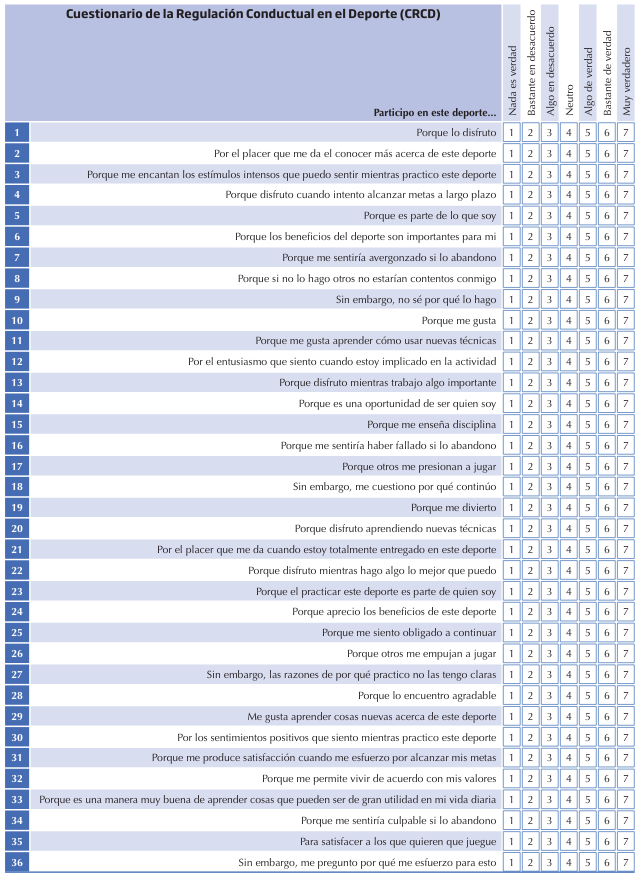 Cuestionario de la Regulación Conductual en el Deporte (CRCD)
Nada es verdad
Bastante en desacuerdo
Algo en desacuerdo
Neutro
Algo de verdad
Bastante de verdad
Muy verdadero
Participo en este deporte...
1 Porque lo disfruto 1 2 3 4 5 6 7
2 Por el placer que me da el conocer más acerca de este deporte 1 2 3 4 5 6 7
3 Porque me encantan los estímulos intensos que puedo sentir mientras practico este deporte 1 2 3 4 5 6 7
4 Porque disfruto cuando intento alcanzar metas a largo plazo 1 2 3 4 5 6 7
5 Porque es parte de lo que soy 1 2 3 4 5 6 7
6 Porque los beneficios del deporte son importantes para mi 1 2 3 4 5 6 7
7 Porque me sentiría avergonzado si lo abandono 1 2 3 4 5 6 7
8 Porque si no lo hago otros no estarían contentos conmigo 1 2 3 4 5 6 7
9 Sin embargo, no sé por qué lo hago 1 2 3 4 5 6 7
10 Porque me gusta 1 2 3 4 5 6 7
11 Porque me gusta aprender cómo usar nuevas técnicas 1 2 3 4 5 6 7
12 Por el entusiasmo que siento cuando estoy implicado en la actividad 1 2 3 4 5 6 7
13 Porque disfruto mientras trabajo algo importante 1 2 3 4 5 6 7
14 Porque es una oportunidad de ser quien soy 1 2 3 4 5 6 7
15 Porque me enseña disciplina 1 2 3 4 5 6 7
16 Porque me sentiría haber fallado si lo abandono 1 2 3 4 5 6 7
17 Porque otros me presionan a jugar 1 2 3 4 5 6 7
18 Sin embargo, me cuestiono por qué continúo 1 2 3 4 5 6 7
19 Porque me divierto 1 2 3 4 5 6 7
20 Porque disfruto aprendiendo nuevas técnicas 1 2 3 4 5 6 7
21 Por el placer que me da cuando estoy totalmente entregado en este deporte 1 2 3 4 5 6 7
22 Porque disfruto mientras hago algo lo mejor que puedo 1 2 3 4 5 6 7
23 Porque el practicar este deporte es parte de quien soy 1 2 3 4 5 6 7
24 Porque aprecio los beneficios de este deporte 1 2 3 4 5 6 7
25 Porque me siento obligado a continuar 1 2 3 4 5 6 7
26 Porque otros me empujan a jugar 1 2 3 4 5 6 7
27 Sin embargo, las razones de por qué practico no las tengo claras 1 2 3 4 5 6 7
28 Porque lo encuentro agradable 1 2 3 4 5 6 7
29 Me gusta aprender cosas nuevas acerca de este deporte 1 2 3 4 5 6 7
30 Por los sentimientos positivos que siento mientras practico este deporte 1 2 3 4 5 6 7
31 Porque me produce satisfacción cuando me esfuerzo por alcanzar mis metas 1 2 3 4 5 6 7
32 Porque me permite vivir de acuerdo con mis valores 1 2 3 4 5 6 7
33 Porque es una manera muy buena de aprender cosas que pueden ser de gran utilidad en mi vida diaria 1 2 3 4 5 6 7
34 Porque me sentiría culpable si lo abandono 1 2 3 4 5 6 7
35 Para satisfacer a los que quieren que juegue 1 2 3 4 5 6 7
36 Sin embargo, me pregunto por qué me esfuerzo para esto 1 2 3 4 5 6 7